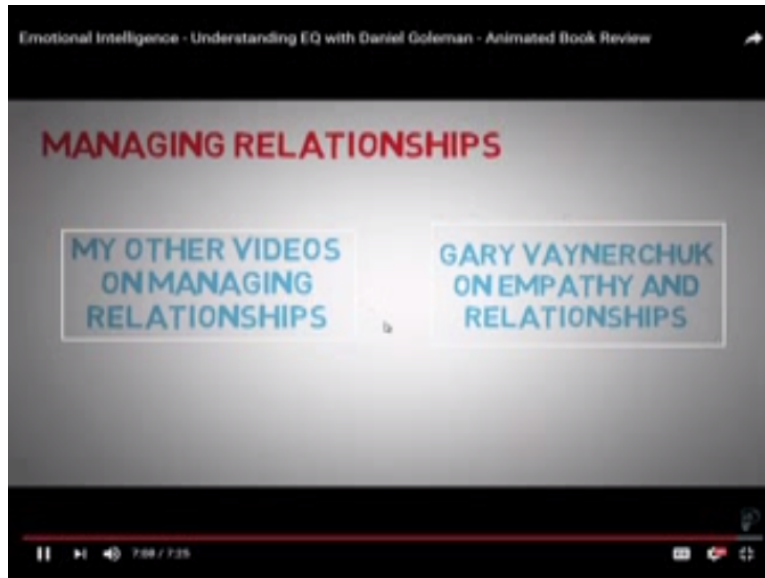 Emotional Intelligence - Understanding EQ with Daniel Goleman - Animated Book Review
MANAGING RELATIONSHIPS
MY OTHER VIDEOS
ON MANAGING
RELATIONSHIPS
GARY VAYNERCHUK
ON EMPATHY AND
RELATIONSHIPS
7:00 / 7:25